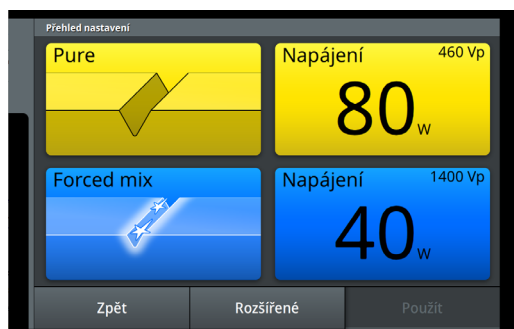 Přehled nastavení
Pure
Napájení 460 Vp
80 W
Forced mix
Napájení 1400 Vp
40 W
Zpět Rozšířené Použít